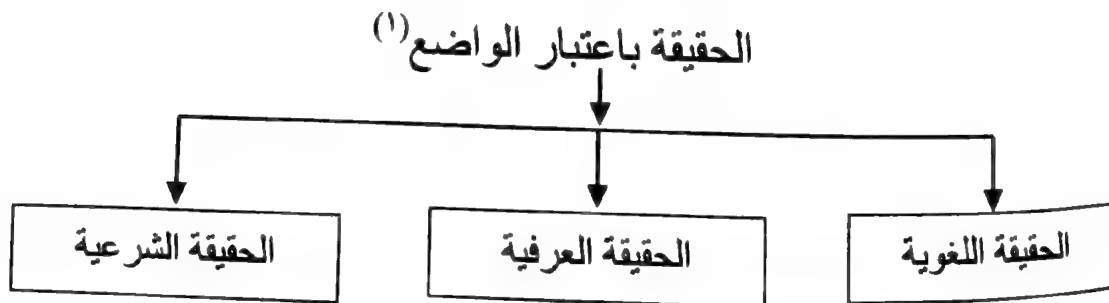 الحقيقة باعتبار الواضع(١)
الحقيقة اللغوية
الحقيقة العرفية
الحقيقة الشرعية